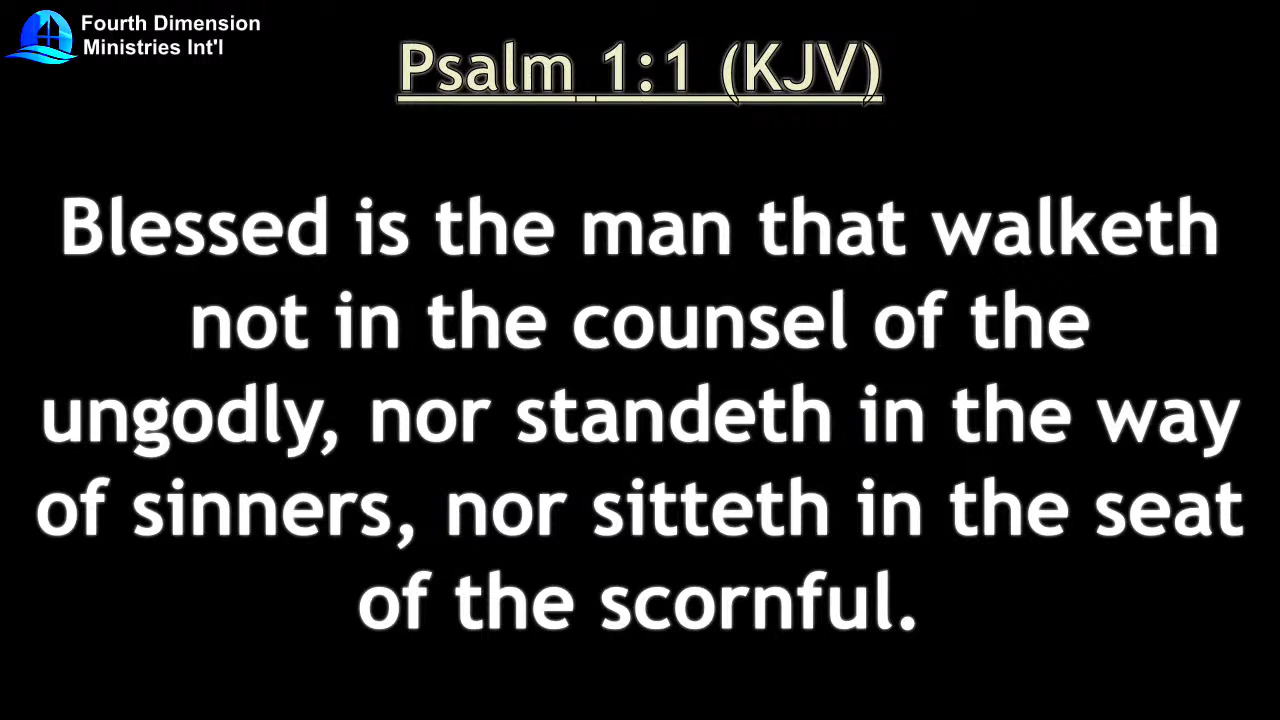 Fourth Dimension
Ministries Int'l
Psalm 1:1 (KJV)
Blessed is the man that walketh
not in the counsel of the
ungodly, nor standeth in the way
of sinners, nor sitteth in the seat
of the scornful.